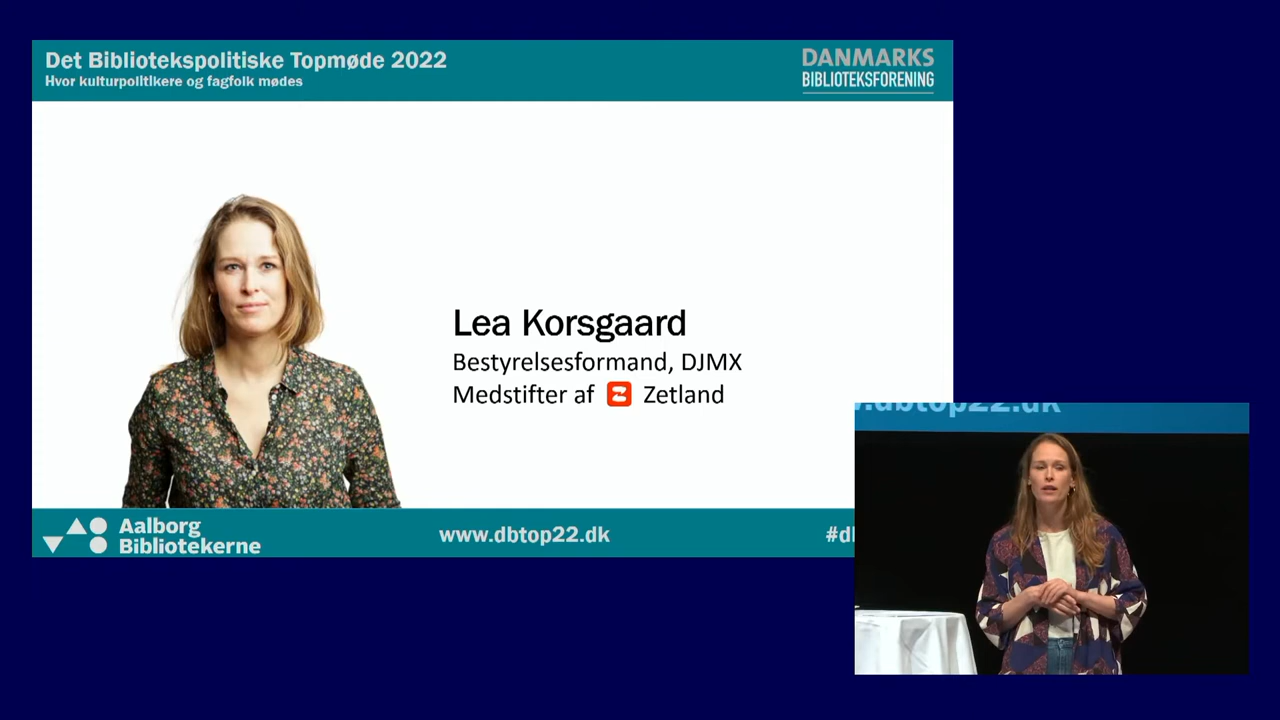 Det Bibliotekspolitiske Topmøde 2022
Hvor kulturpolitikere og fagfolk mødes
DANMARKS
BIBLIOTEKSFORENING
Lea Korsgaard
Bestyrelsesformand, DJMX
Medstifter af Z Zetland
Aalborg
Bibliotekerne
www.dbtop22.dk